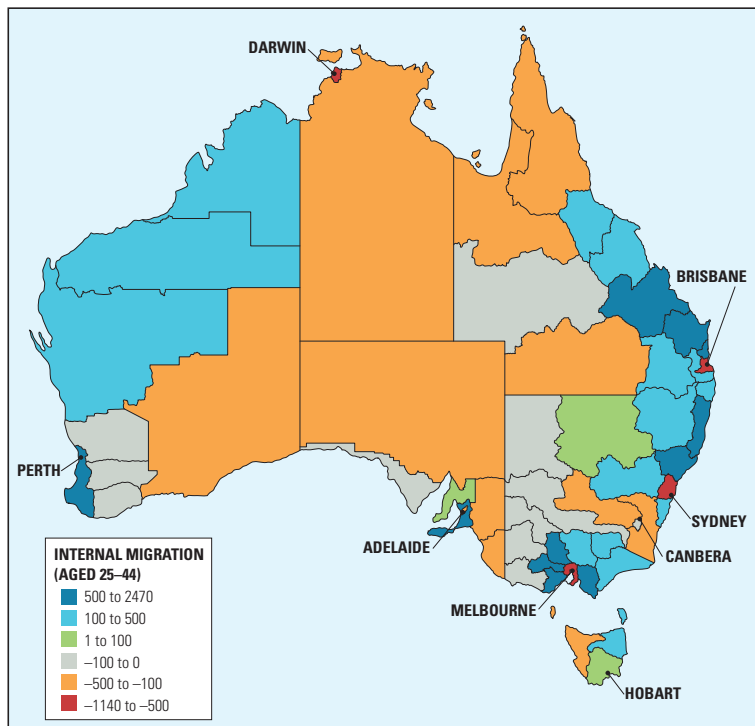 DARWIN
BRISBANE
PERTH
SYDNEY
ADELAIDE
CANBERA
MELBOURNE
HOBART
INTERNAL MIGRATION
(AGED 25–44)
500 to 2470
100 to 500
1 to 100
–100 to 0
–500 to –100
–1140 to –500